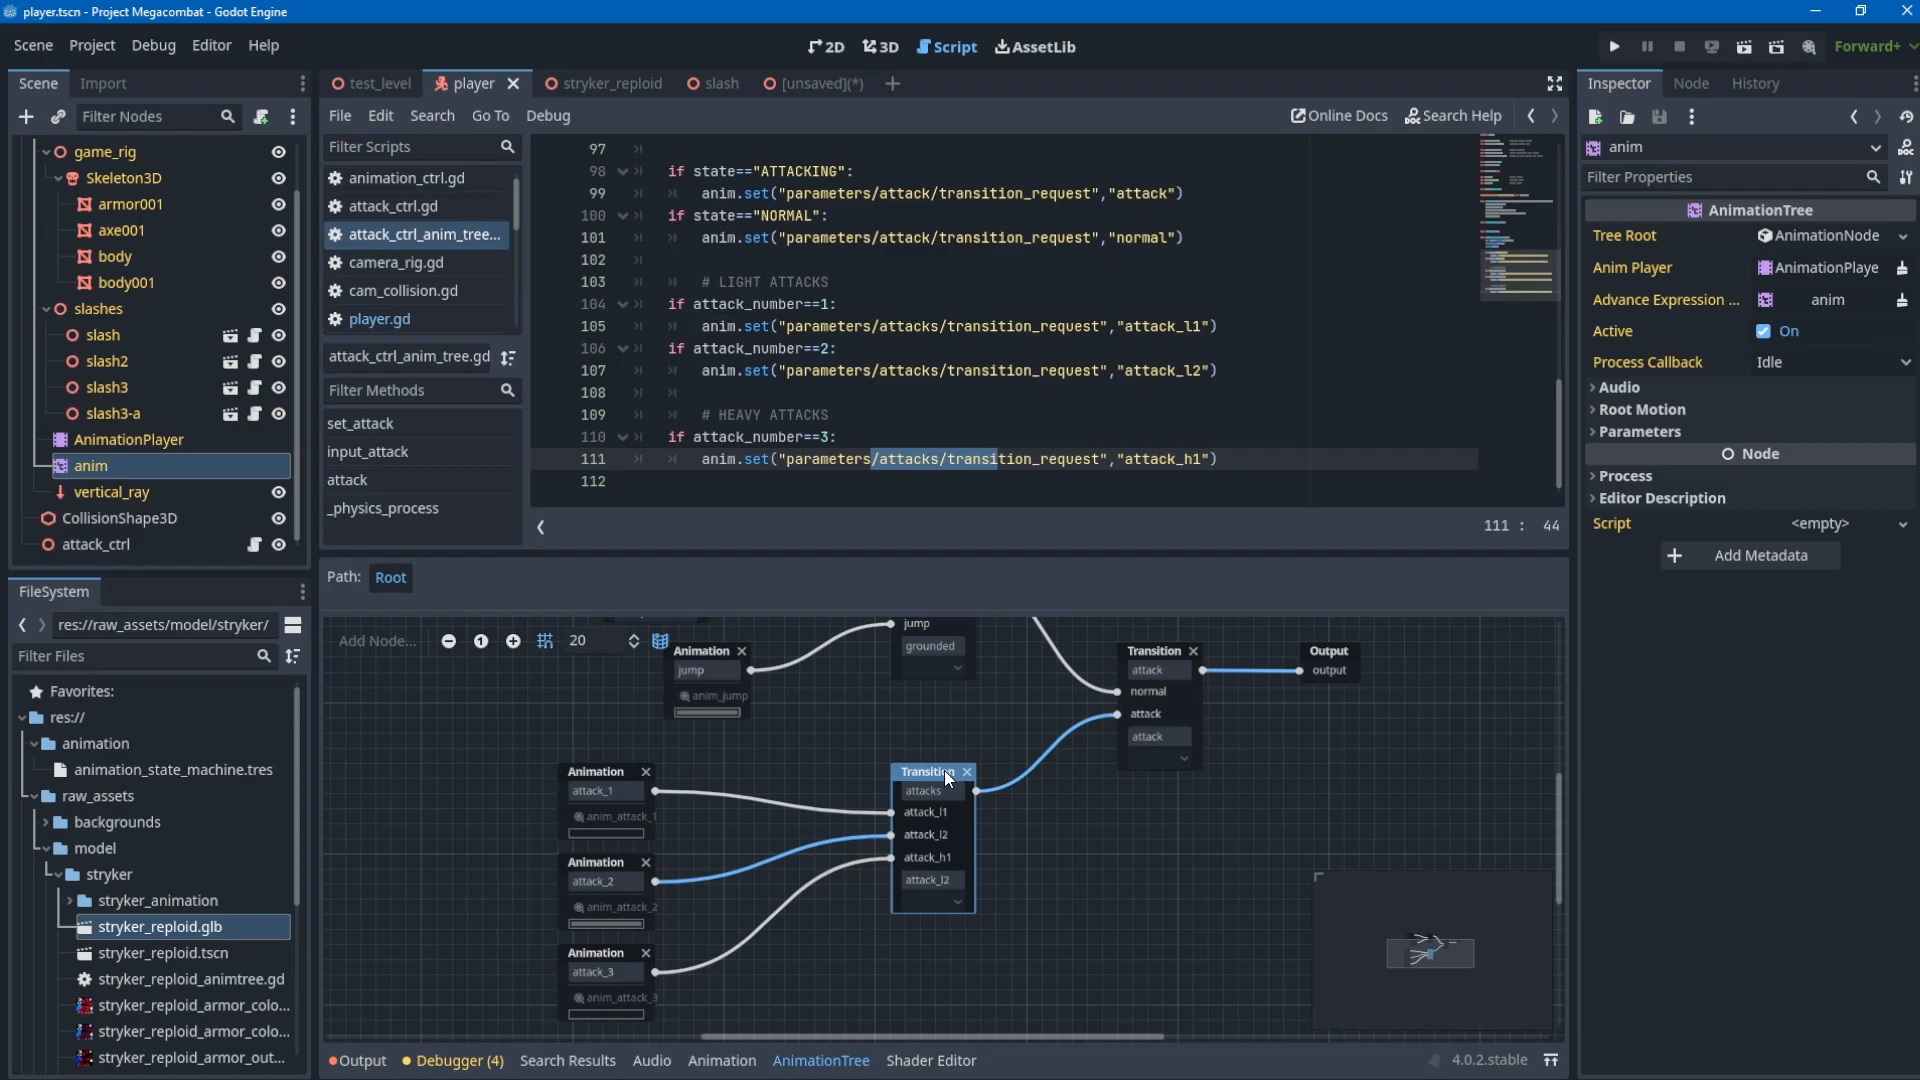 player.tscn - Project Megacombat - Godot Engine
Scene Project Debug Editor Help
2D 3D Script AssetLib
Forward+
Scene Import
Filter Nodes
game_rig
Skeleton3D
armor001
axe001
body
body001
slashes
slash
slash2
slash3
slash3-a
AnimationPlayer
anim
vertical_ray
CollisionShape3D
attack_ctrl
FileSystem
res://raw_assets/model/stryker/
Filter Files
Favorites:
res://
animation
animation_state_machine.tres
raw_assets
backgrounds
model
stryker
stryker_animation
stryker_reploid.glb
stryker_reploid.tscn
stryker_reploid_animtree.gd
stryker_reploid_armor_colo...
stryker_reploid_armor_colo...
stryker_reploid_armor_out...
test_level player stryker_reploid slash [unsaved](*)
File Edit Search Go To Debug
Online Docs Search Help
Filter Scripts
animation_ctrl.gd
attack_ctrl.gd
attack_ctrl_anim_tree...
camera_rig.gd
cam_collision.gd
player.gd
attack_ctrl_anim_tree.gd
Filter Methods
set_attack
input_attack
attack
_physics_process
97
98 if state=="ATTACKING":
99 anim.set("parameters/attack/transition_request","attack")
100 if state=="NORMAL":
101 anim.set("parameters/attack/transition_request","normal")
102
103 # LIGHT ATTACKS
104 if attack_number==1:
105 anim.set("parameters/attacks/transition_request","attack_l1")
106 if attack_number==2:
107 anim.set("parameters/attacks/transition_request","attack_l2")
108
109 # HEAVY ATTACKS
110 if attack_number==3:
111 anim.set("parameters/attacks/transition_request","attack_h1")
112
111 : 44
Path: Root
Add Node... 1 20
Animation
jump
anim_jump
jump
grounded
Transition
attack
normal
attack
attack
Output
output
Animation
attack_1
anim_attack_1
Animation
attack_2
anim_attack_2
Animation
attack_3
anim_attack_3
Transition
attacks
attack_l1
attack_l2
attack_h1
attack_l2
Output Debugger (4) Search Results Audio Animation AnimationTree Shader Editor
4.0.2.stable
Inspector Node History
anim
Filter Properties
AnimationTree
Tree Root AnimationNode
Anim Player AnimationPlaye
Advance Expression ... anim
Active On
Process Callback Idle
Audio
Root Motion
Parameters
Node
Process
Editor Description
Script <empty>
Add Metadata